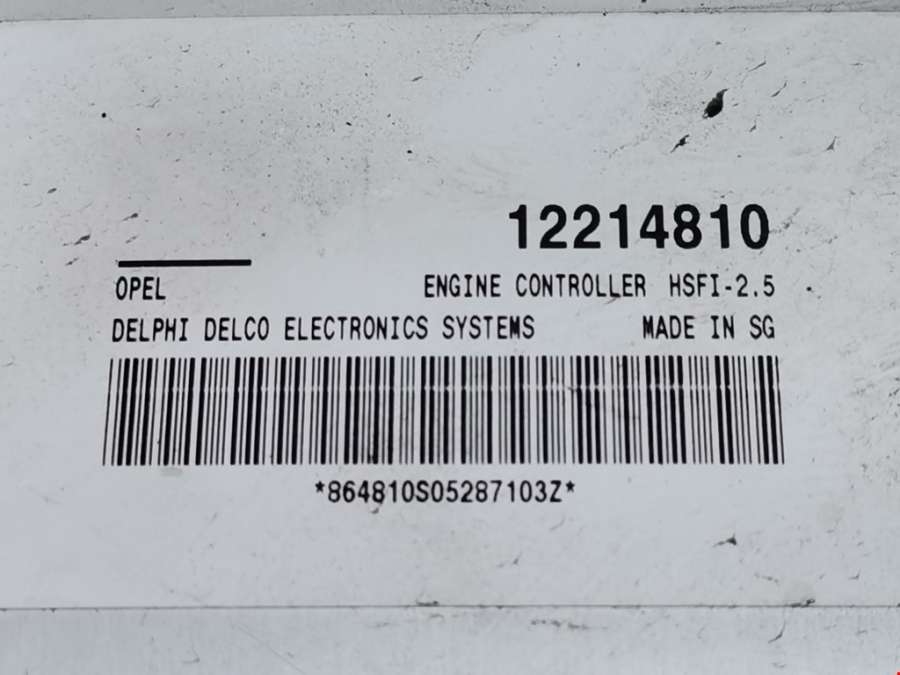 12214810
OPEL ENGINE CONTROLLER HSFI-2.5
DELPHI DELCO ELECTRONICS SYSTEMS MADE IN SG
*864810S05287103Z*